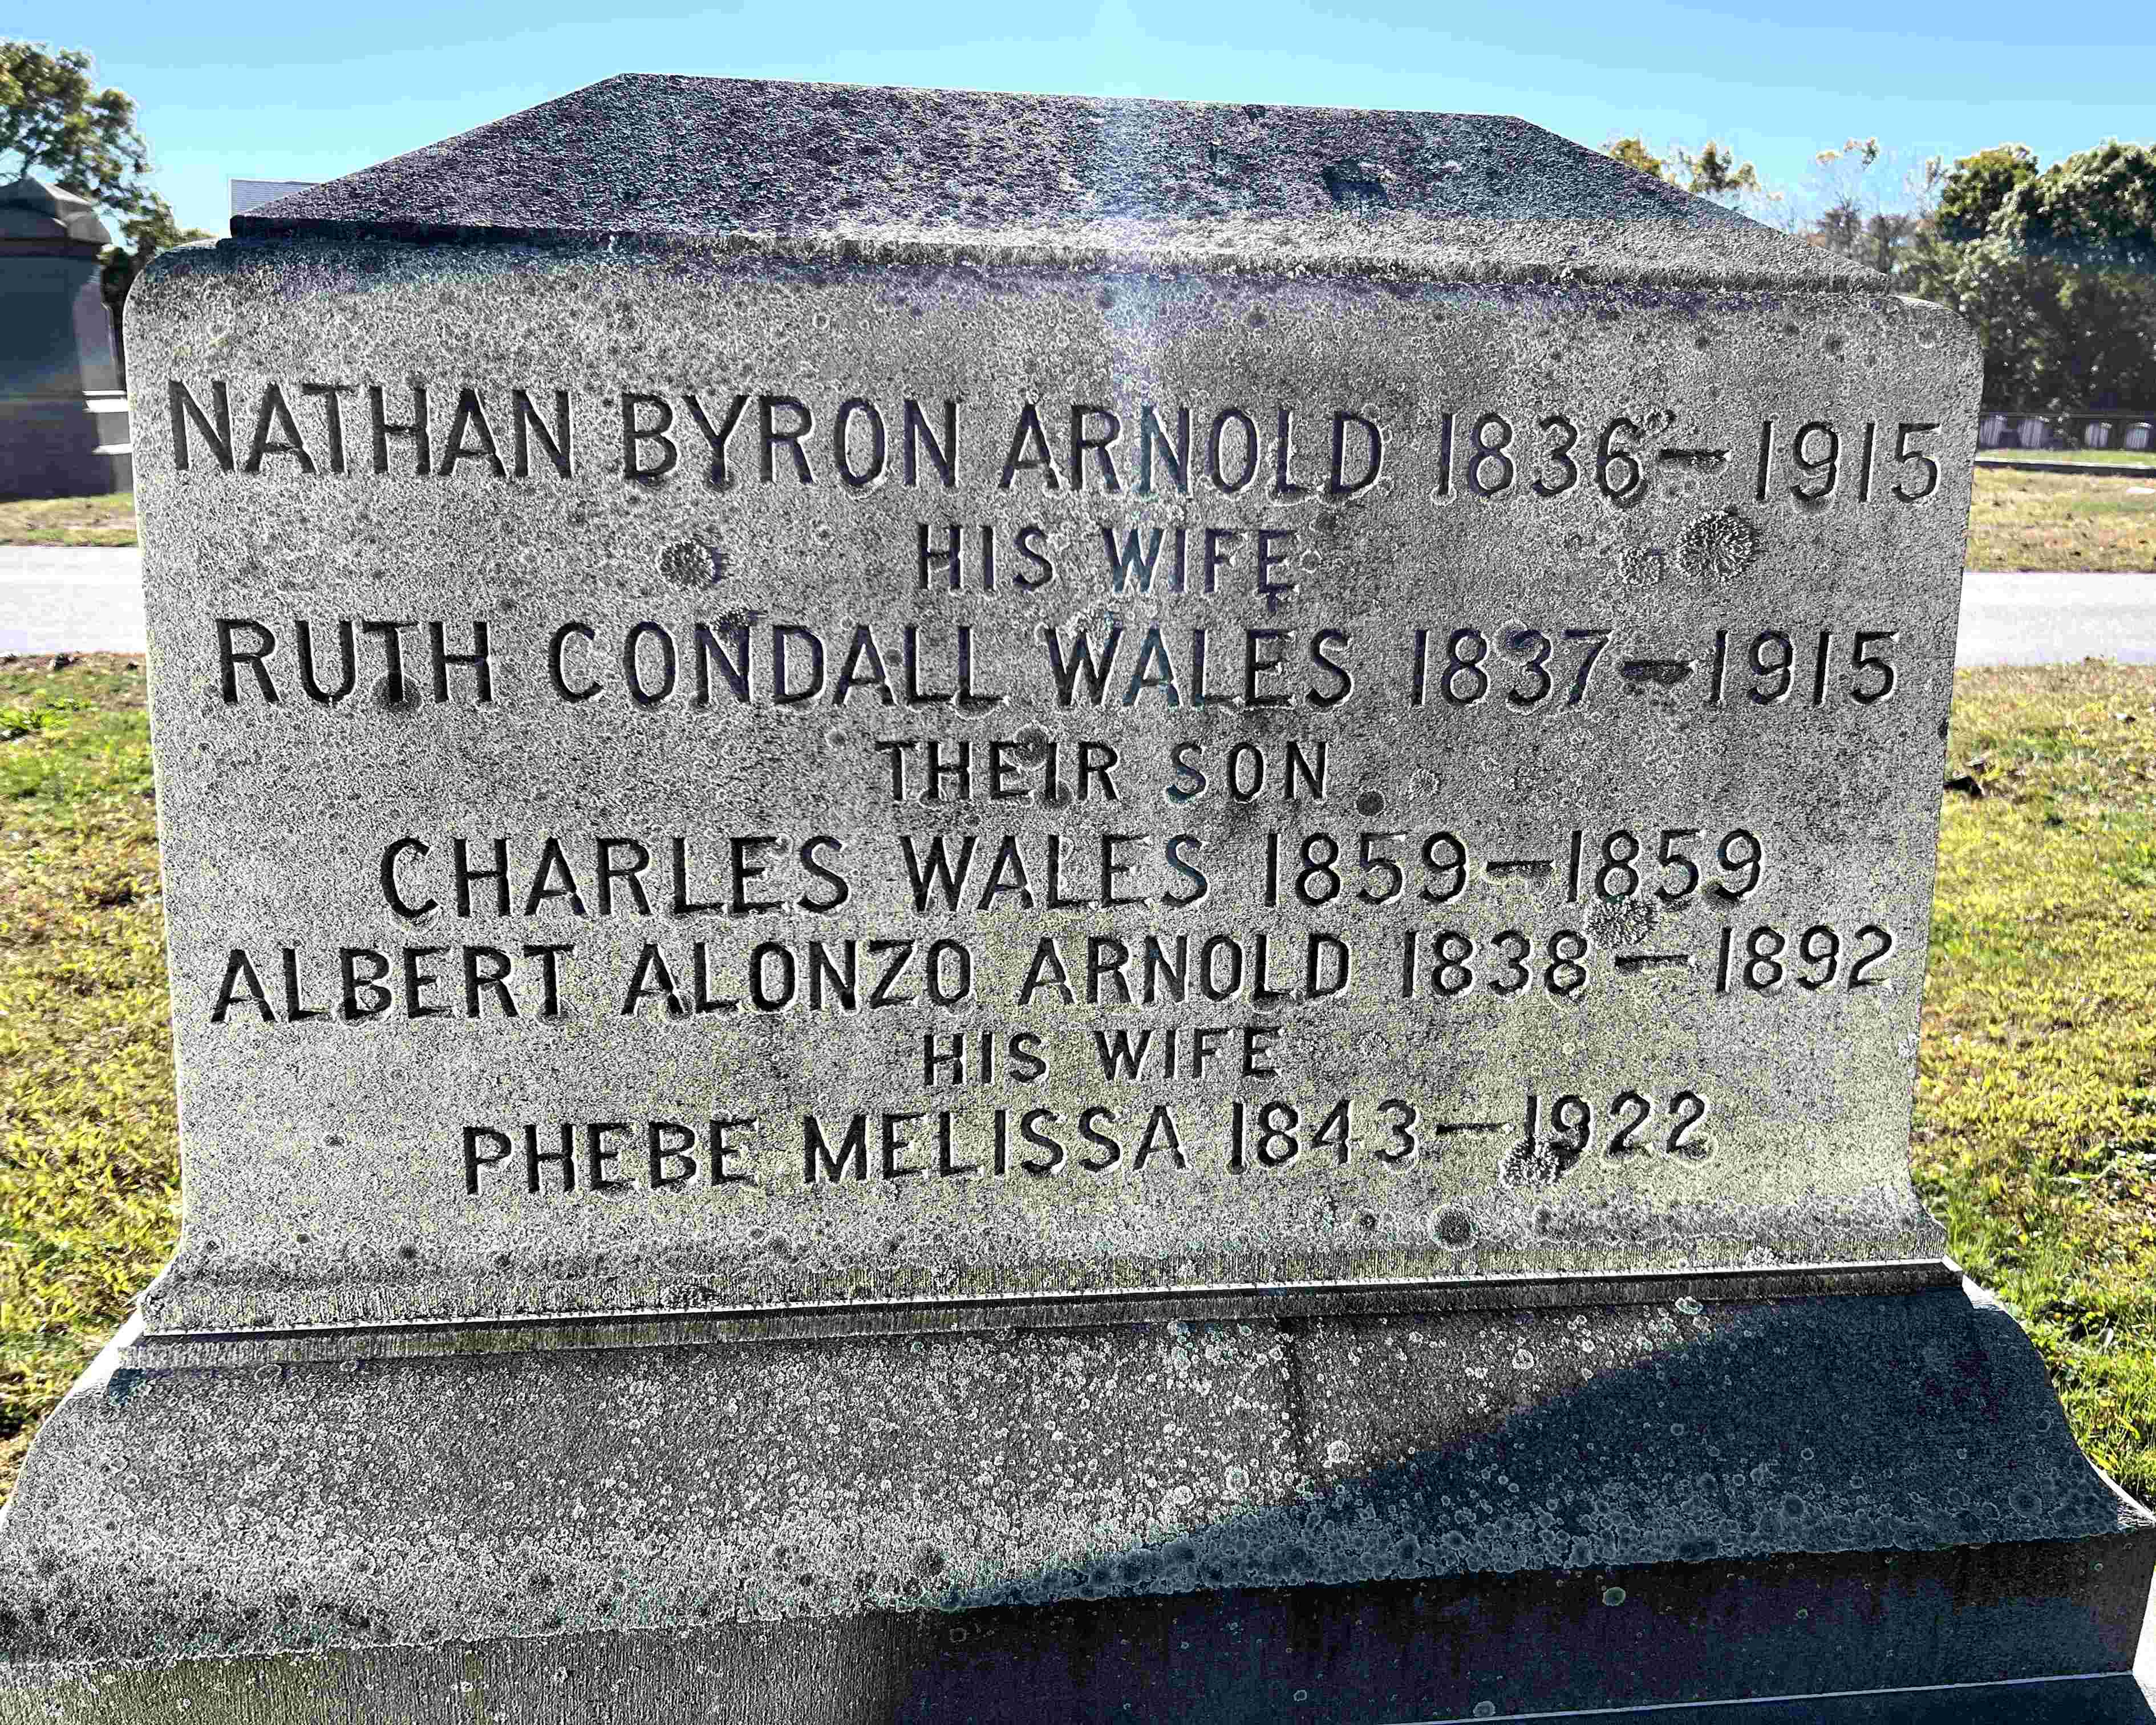 NATHAN BYRON ARNOLD 1836 — 1915
HIS WIFE
RUTH CONDALL WALES 1837 — 1915
THEIR SON
CHARLES WALES 1859 — 1859
ALBERT ALONZO ARNOLD 1838 — 1892
HIS WIFE
PHEBE MELISSA 1843 — 1922